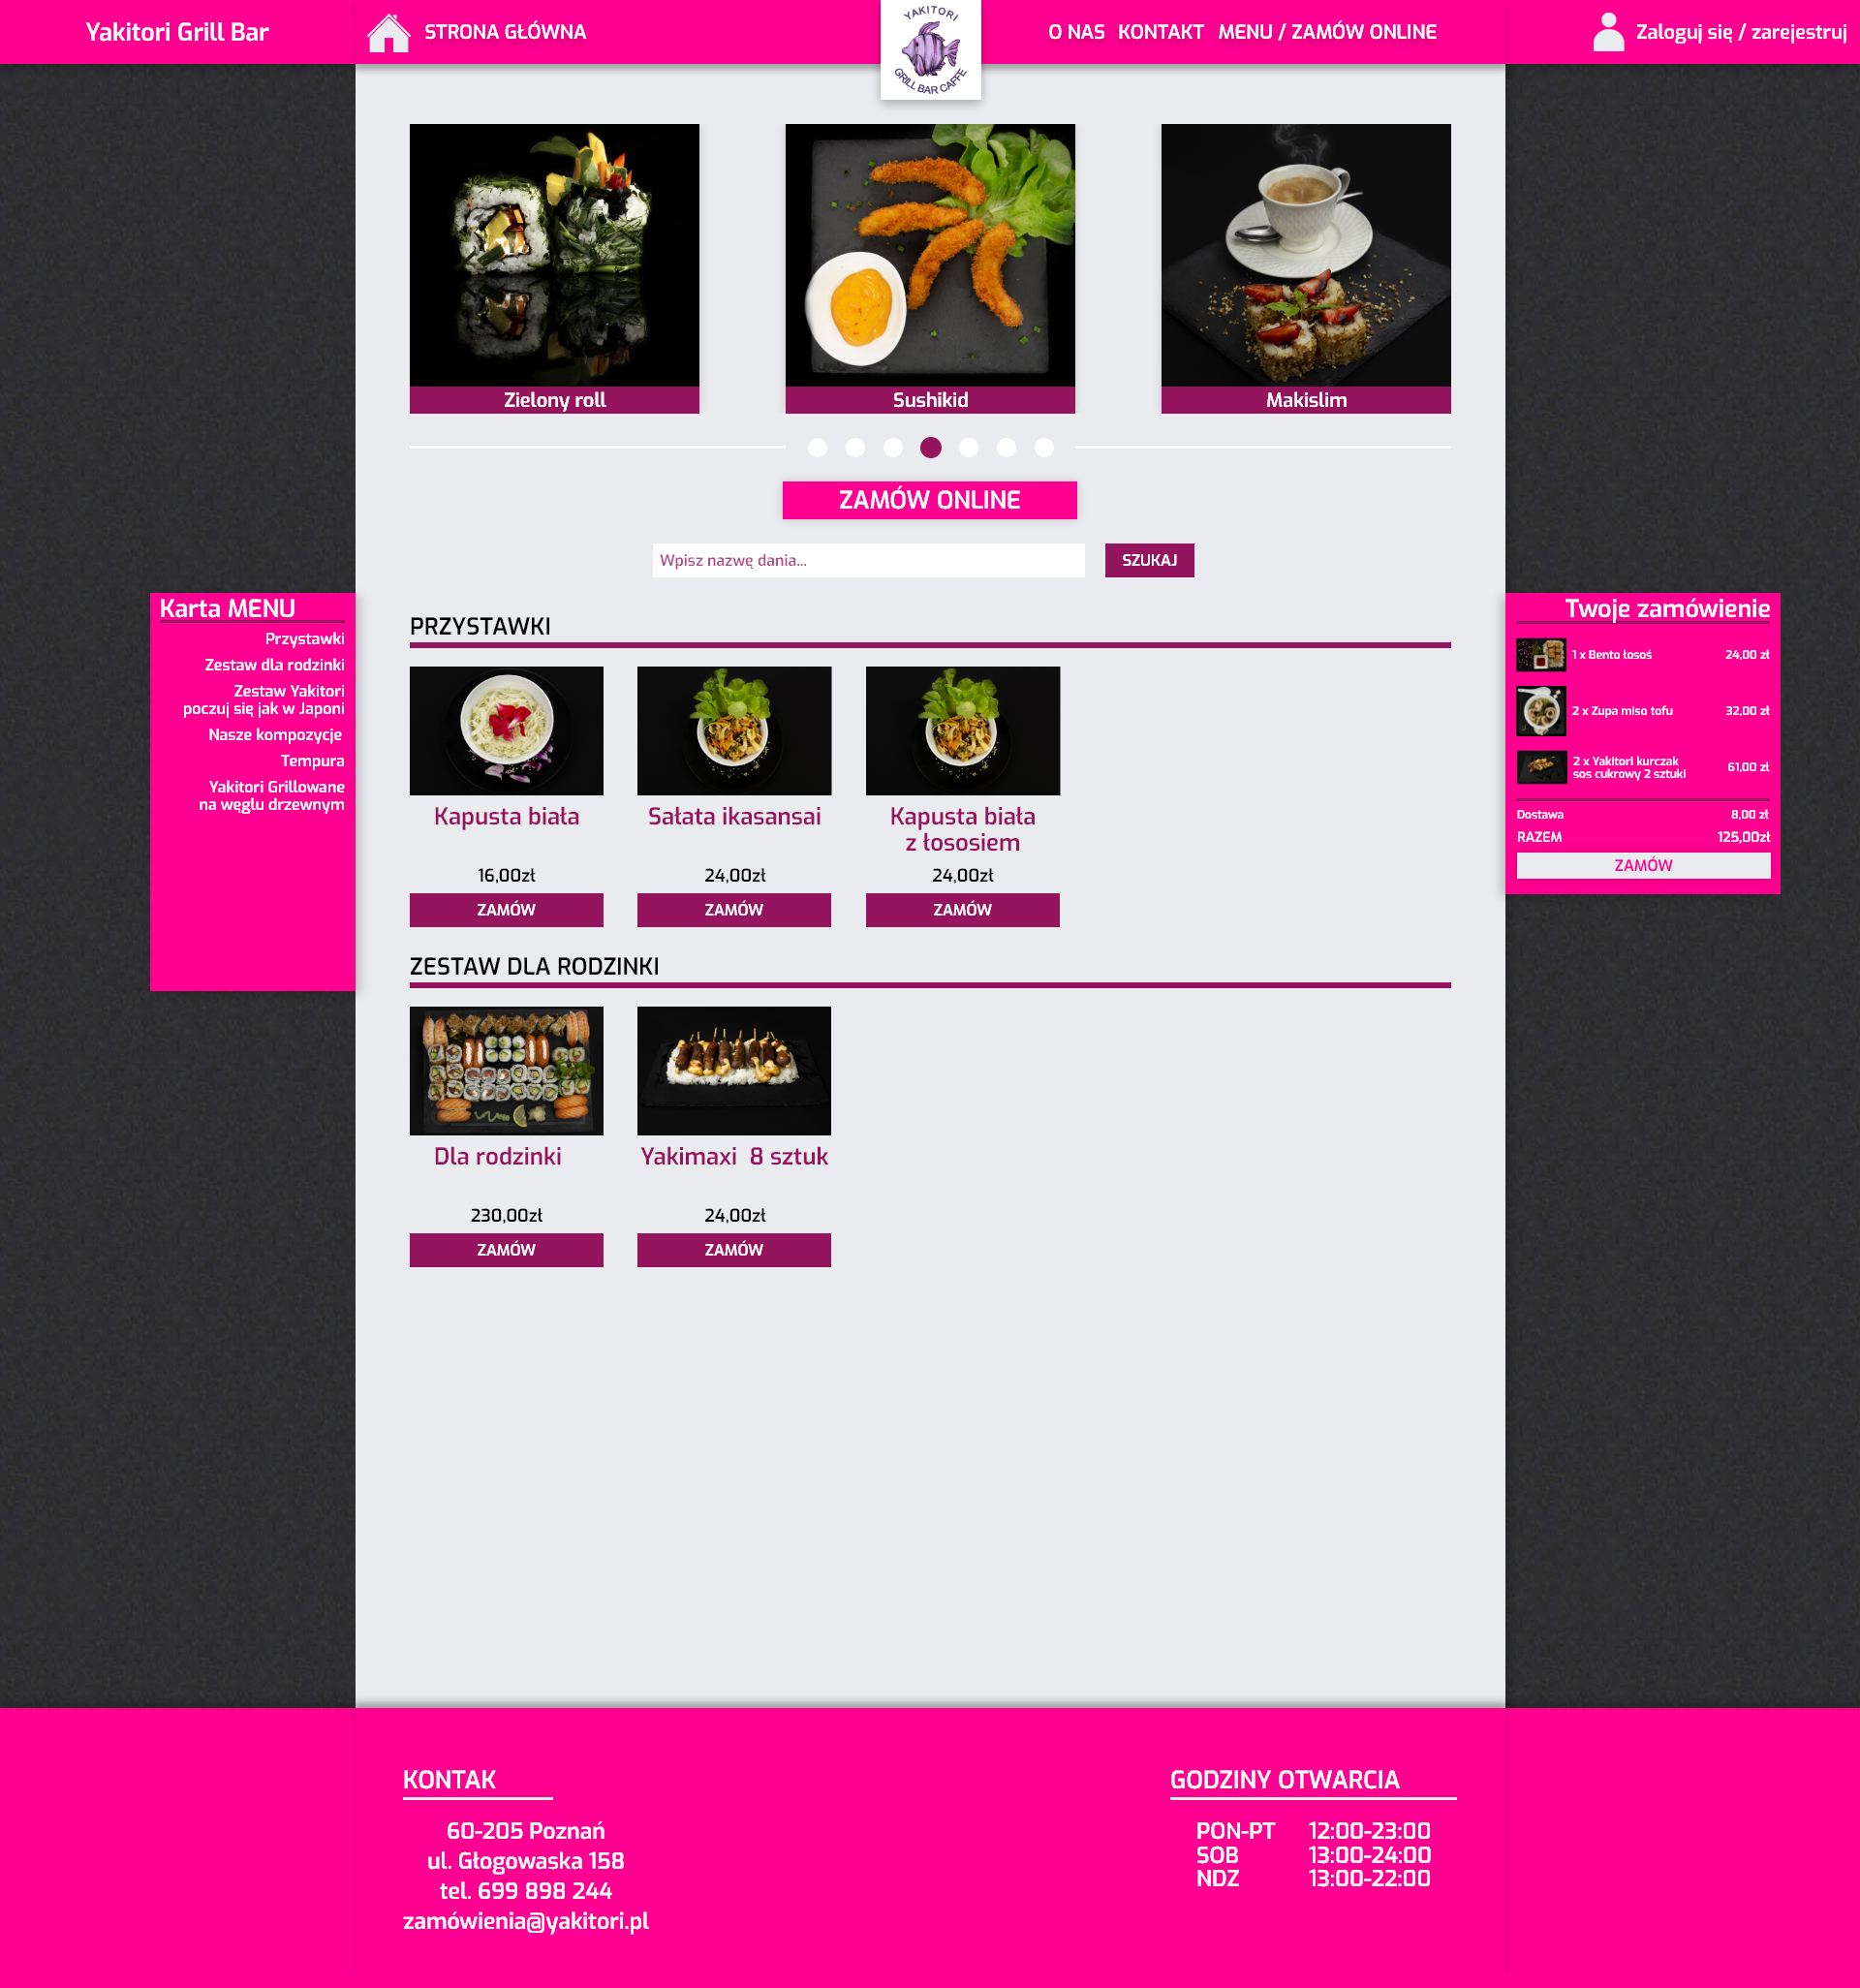 Yakitori Grill Bar
STRONA GŁÓWNA
YAKITORI
GRILL BAR CAFFE
O NAS KONTAKT MENU / ZAMÓW ONLINE
Zaloguj się / zarejestruj
Zielony roll
Sushikid
Makislim
ZAMÓW ONLINE
Wpisz nazwę dania...
SZUKAJ
Karta MENU
Przystawki
Zestaw dla rodzinki
Zestaw Yakitori
poczuj się jak w Japoni
Nasze kompozycje
Tempura
Yakitori Grillowane
na węglu drzewnym
PRZYSTAWKI
Kapusta biała
16,00zł
ZAMÓW
Sałata ikasansai
24,00zł
ZAMÓW
Kapusta biała
z łososiem
24,00zł
ZAMÓW
ZESTAW DLA RODZINKI
Dla rodzinki
230,00zł
ZAMÓW
Yakimaxi 8 sztuk
24,00zł
ZAMÓW
Twoje zamówienie
1 x Bento łosoś 24,00 zł
2 x Zupa miso tofu 32,00 zł
2 x Yakitori kurczak
sos cukrowy 2 sztuki 61,00 zł
Dostawa 8,00 zł
RAZEM 125,00zł
ZAMÓW
KONTAK
60-205 Poznań
ul. Głogowaska 158
tel. 699 898 244
zamówienia@yakitori.pl
GODZINY OTWARCIA
PON-PT 12:00-23:00
SOB 13:00-24:00
NDZ 13:00-22:00